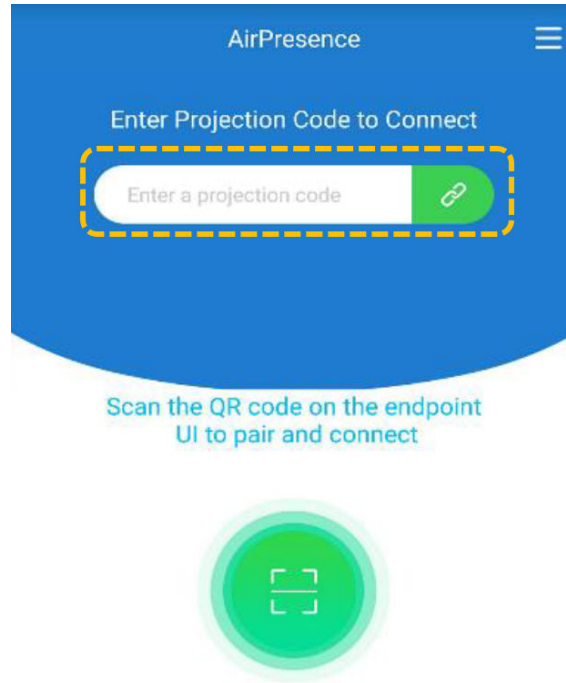 AirPresence
Enter Projection Code to Connect
Enter a projection code
Scan the QR code on the endpoint
UI to pair and connect